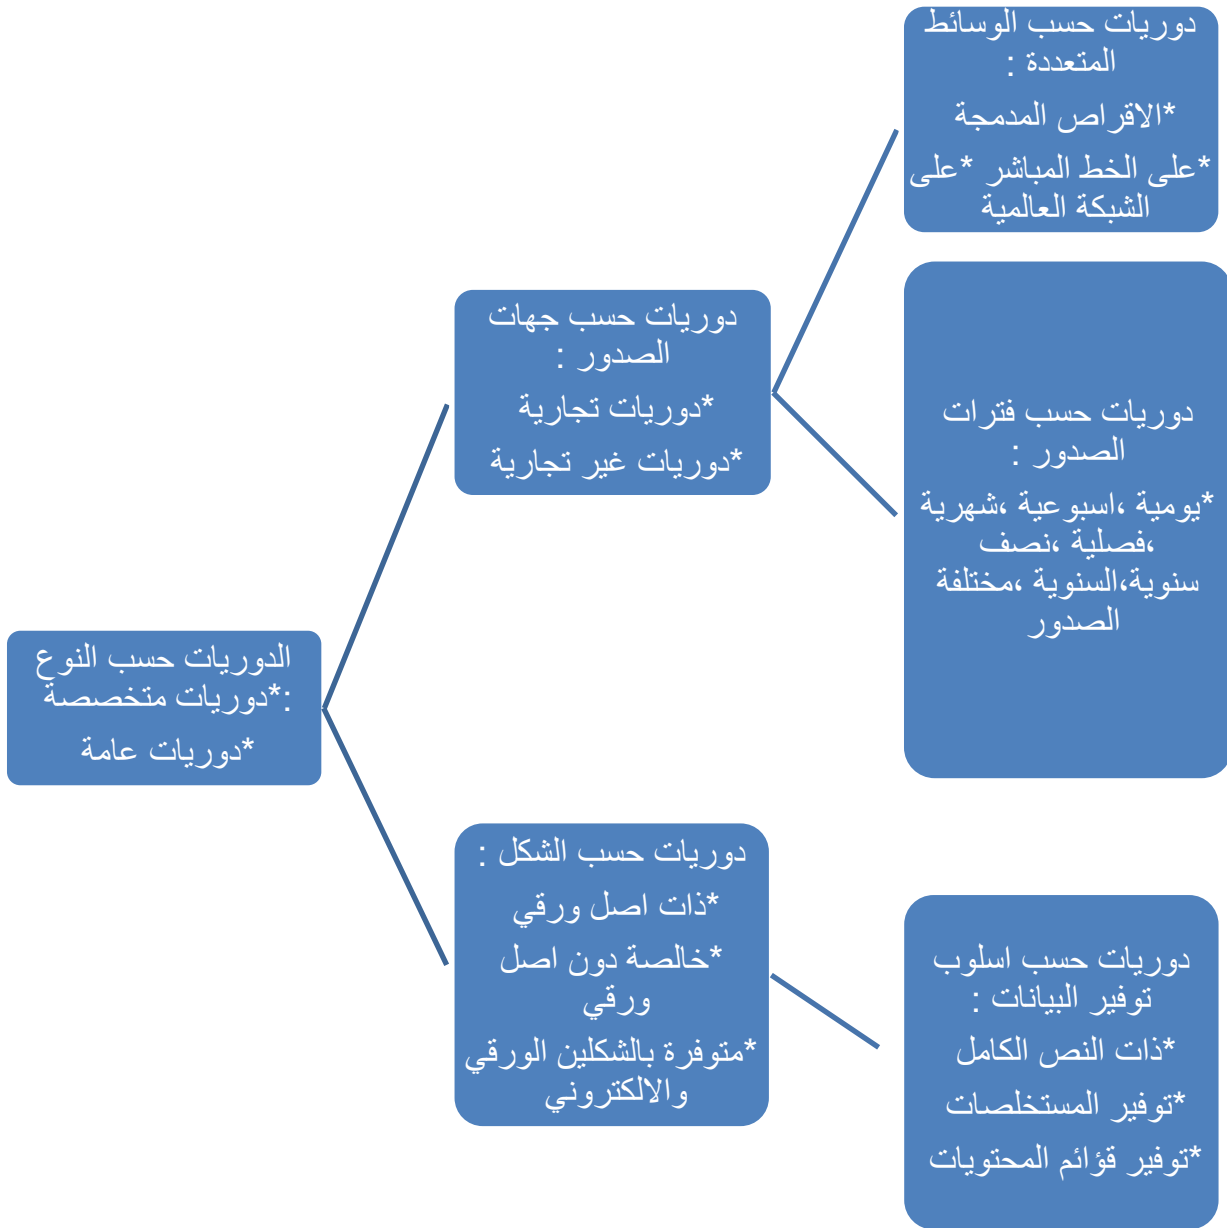 دوريات حسب الوسائط
المتعددة :
*الاقراص المدمجة
*على الخط المباشر *على
الشبكة العالمية
دوريات حسب جهات
الصدور :
*دوريات تجارية
*دوريات غير تجارية
دوريات حسب فترات
الصدور :
*يومية ،اسبوعية ،شهرية
،فصلية ،نصف
سنوية،السنوية ،مختلفة
الصدور
الدوريات حسب النوع
:*دوريات متخصصة
*دوريات عامة
دوريات حسب الشكل :
*ذات اصل ورقي
*خالصة دون اصل
ورقي
*متوفرة بالشكلين الورقي
والالكتروني
دوريات حسب اسلوب
توفير البيانات :
*ذات النص الكامل
*توفير المستخلصات
*توفير قؤائم المحتويات